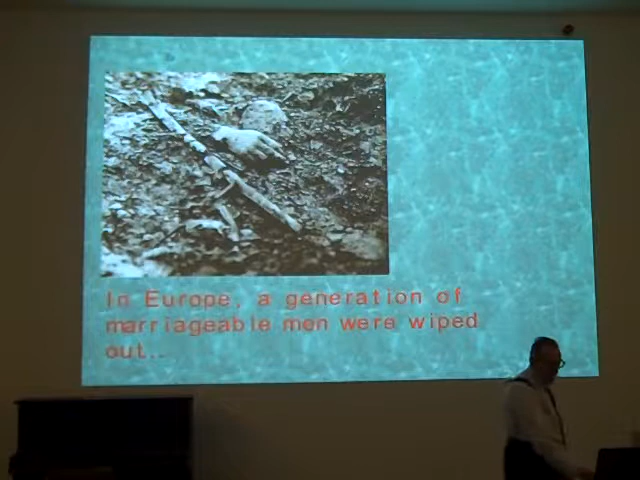 In Europe, a generation of
marriageable men were wiped
out..